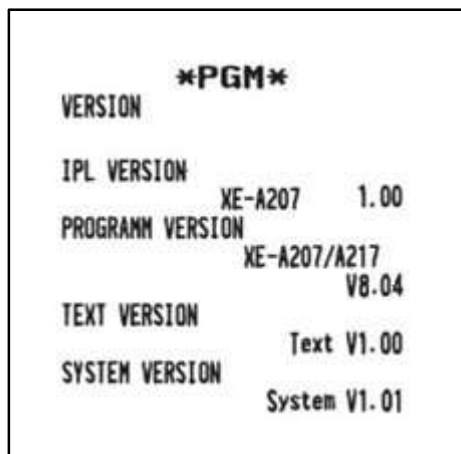 *PGM*
VERSION
IPL VERSION
XE-A207 1.00
PROGRAMM VERSION
XE-A207/A217
V8.04
TEXT VERSION
Text V1.00
SYSTEM VERSION
System V1.01